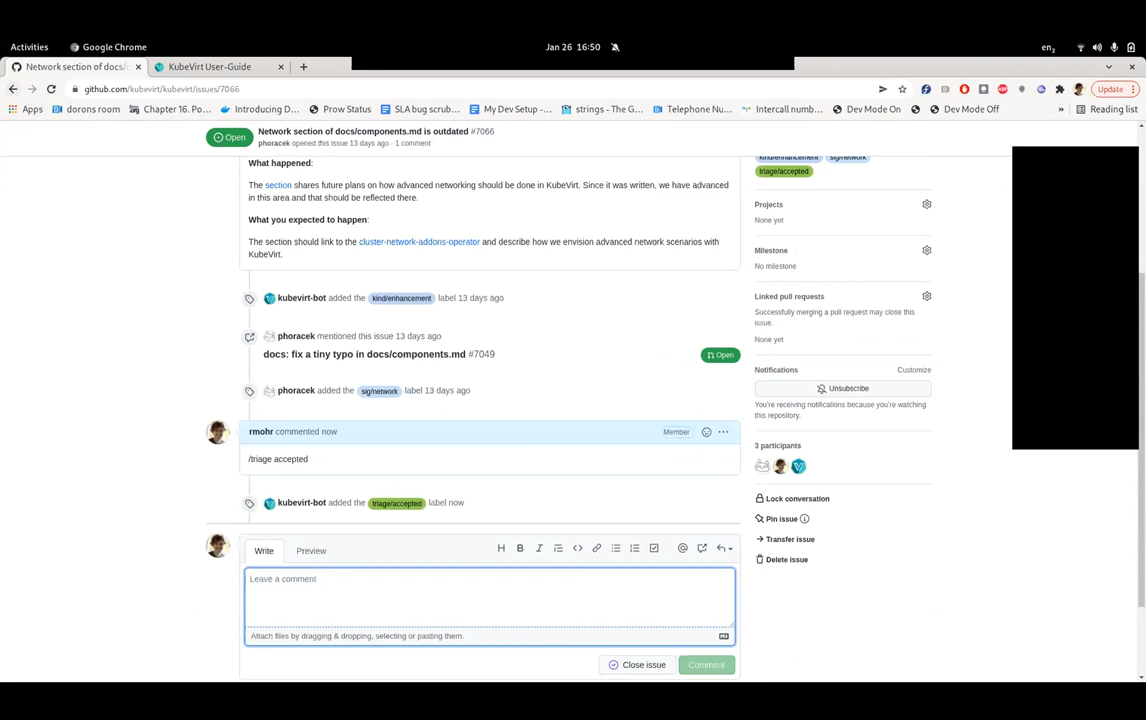 Activities
Google Chrome
Jan 26 16:50
en₂
Network section of docs/c
KubeVirt User-Guide
github.com/kubevirt/kubevirt/issues/7066
Update
Apps
dorons room
Chapter 16. Po...
Introducing D...
Prow Status
SLA bug scrub...
My Dev Setup -...
strings - The G...
Telephone Nu...
Intercall numb...
Dev Mode On
Dev Mode Off
»
Reading list
Open
Network section of docs/components.md is outdated #7066
phoracek opened this issue 13 days ago · 1 comment
What happened:
The section shares future plans on how advanced networking should be done in KubeVirt. Since it was written, we have advanced
in this area and that should be reflected there.
What you expected to happen:
The section should link to the cluster-network-addons-operator and describe how we envision advanced network scenarios with
KubeVirt.
kubevirt-bot added the kind/enhancement label 13 days ago
phoracek mentioned this issue 13 days ago
docs: fix a tiny typo in docs/components.md #7049
Open
phoracek added the sig/network label 13 days ago
rmohr commented now
Member
/triage accepted
kubevirt-bot added the triage/accepted label now
Write
Preview
Leave a comment
Attach files by dragging & dropping, selecting or pasting them.
Close issue
Comment
kind/enhancement
sig/network
triage/accepted
Projects
None yet
Milestone
No milestone
Linked pull requests
Successfully merging a pull request may close this
issue.
None yet
Notifications
Customize
Unsubscribe
You're receiving notifications because you're watching
this repository.
3 participants
Lock conversation
Pin issue
Transfer issue
Delete issue